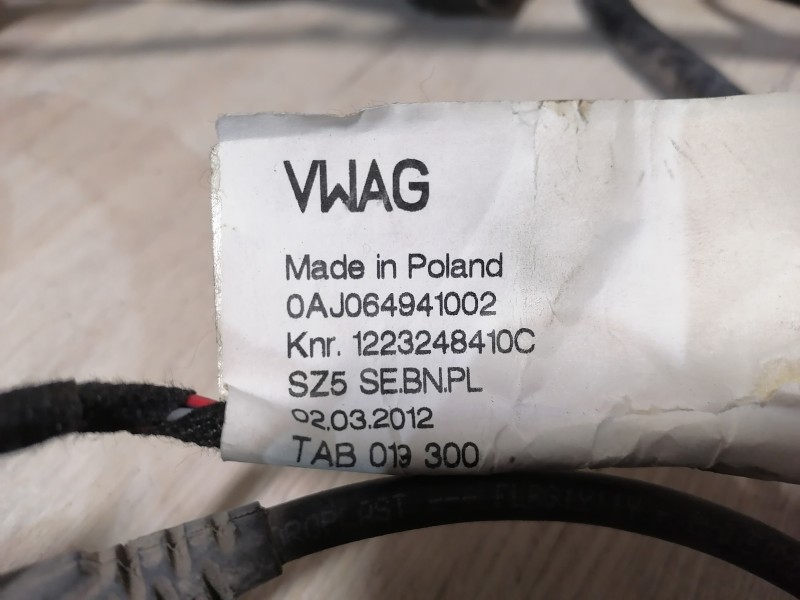 VWAG
Made in Poland
0AJ064941002
Knr. 1223248410C
SZ5 SE.BN.PL
02.03.2012
TAB 019 300